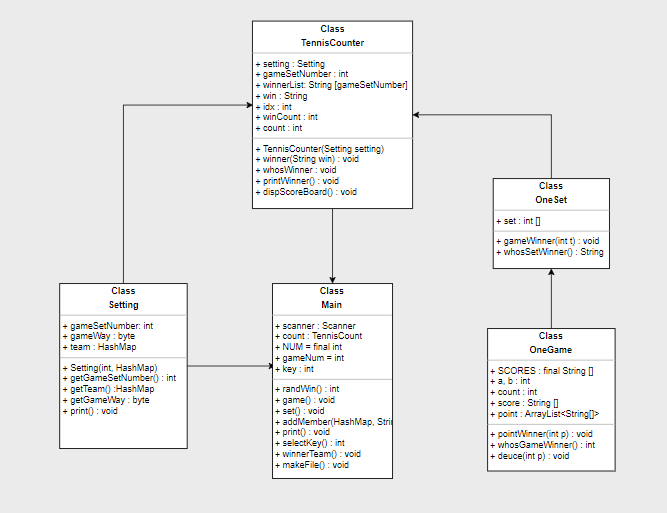 Class
TennisCounter
+ setting : Setting
+ gameSetNumber : int
+ winnerList: String [gameSetNumber]
+ win : String
+ idx : int
+ winCount : int
+ count : int
+ TennisCounter(Setting setting)
+ winner(String win) : void
+ whosWinner : void
+ printWinner() : void
+ dispScoreBoard() : void
Class
OneSet
+ set : int []
+ gameWinner(int t) : void
+ whosSetWinner() : String
Class
Setting
+ gameSetNumber: int
+ gameWay : byte
+ team : HashMap
+ Setting(int, HashMap)
+ getGameSetNumber() : int
+ getTeam() :HashMap
+ getGameWay : byte
+ print() : void
Class
Main
+ scanner : Scanner
+ count : TennisCount
+ NUM = final int
+ gameNum = int
+ key : int
+ randWin() : int
+ game() : void
+ set() : void
+ addMember(HashMap, Strin
+ print() : void
+ selectKey() : int
+ winnerTeam() : void
+ makeFile() : void
Class
OneGame
+ SCORES : final String []
+ a, b : int
+ count : int
+ score : String []
+ point : ArrayList<String[]>
+ pointWinner(int p) : void
+ whosGameWinner() : int
+ deuce(int p) : void